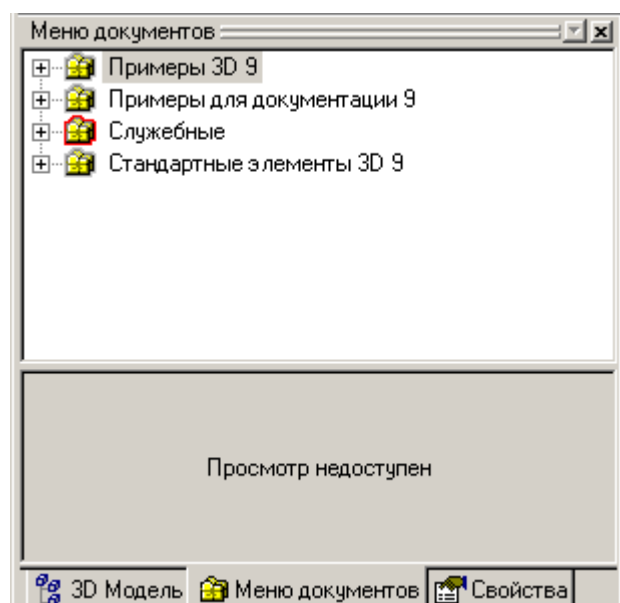 Меню документов
Примеры 3D 9
Примеры для документации 9
Служебные
Стандартные элементы 3D 9
Просмотр недоступен
3D Модель Меню документов Свойства